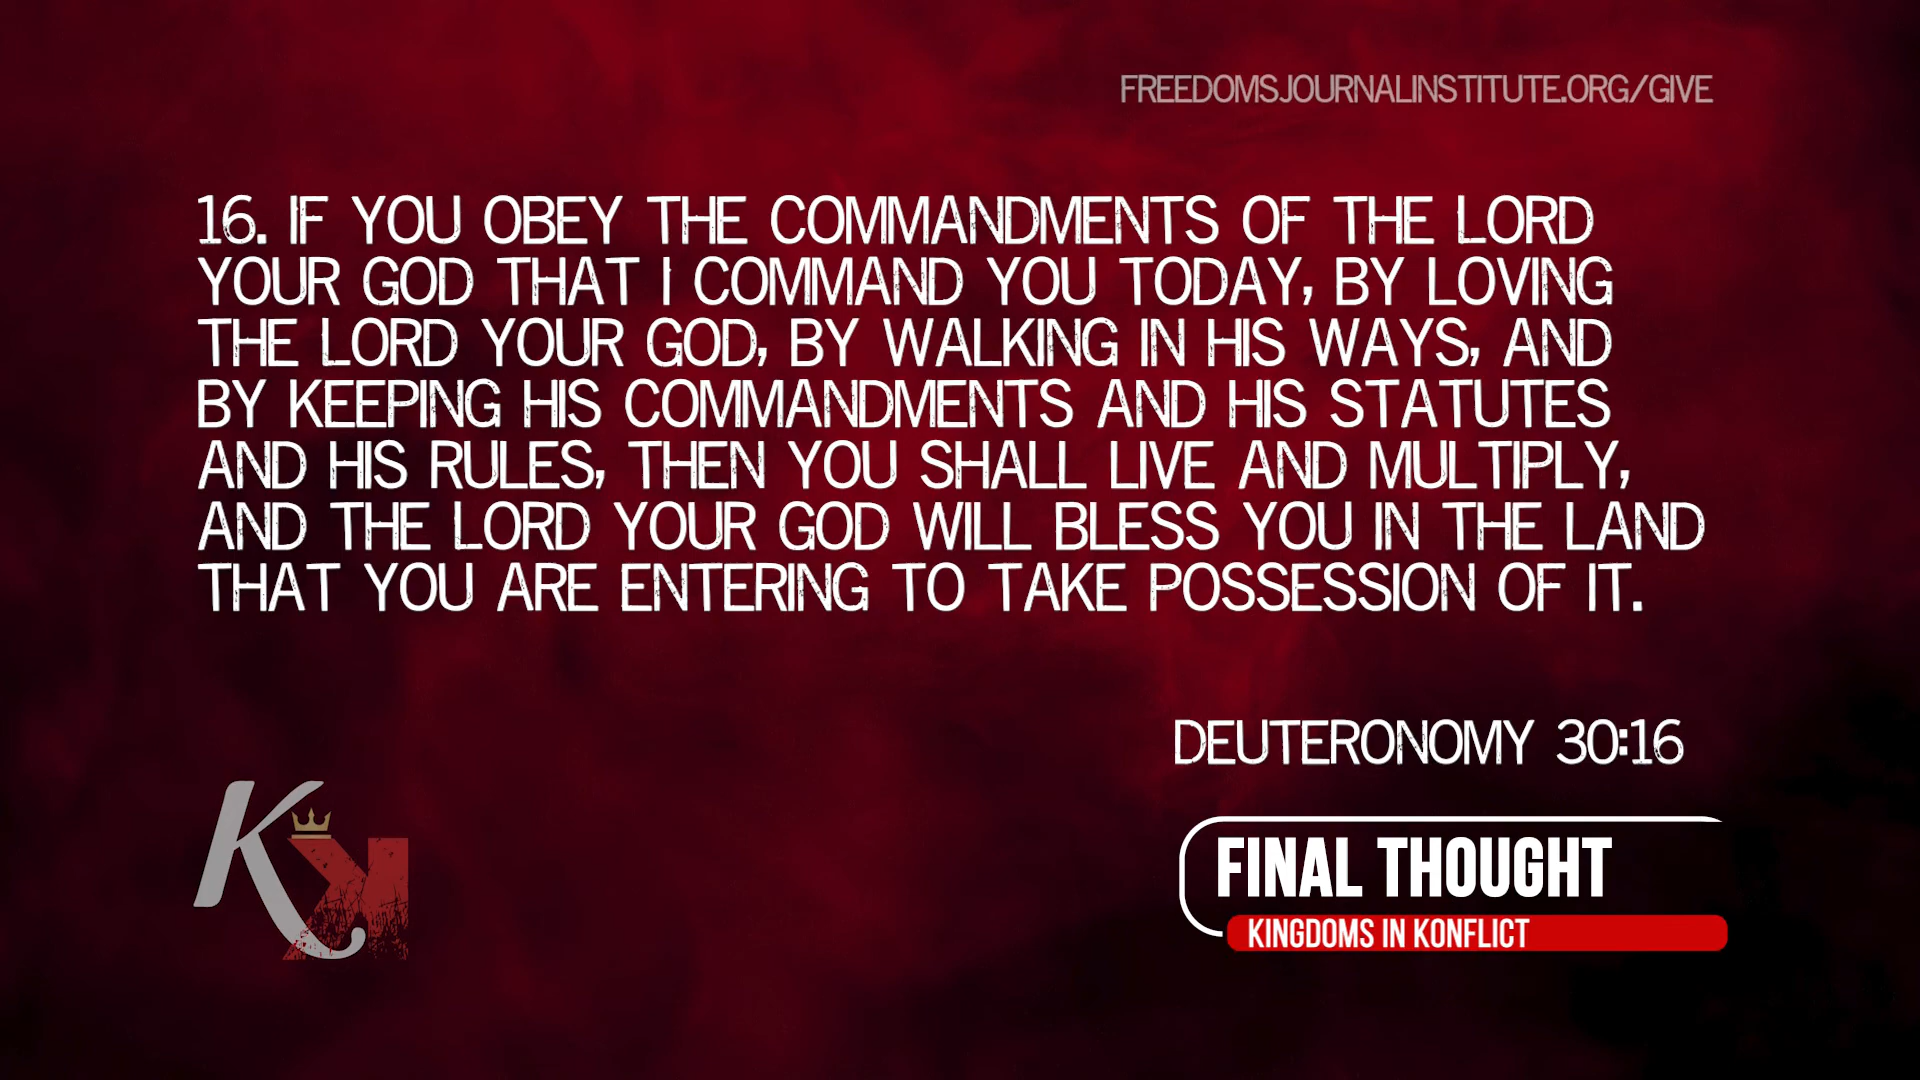 FREEDOMSJOURNALINSTITUTE.ORG/GIVE
16. IF YOU OBEY THE COMMANDMENTS OF THE LORD
YOUR GOD THAT I COMMAND YOU TODAY, BY LOVING
THE LORD YOUR GOD, BY WALKING IN HIS WAYS, AND
BY KEEPING HIS COMMANDMENTS AND HIS STATUTES
AND HIS RULES, THEN YOU SHALL LIVE AND MULTIPLY,
AND THE LORD YOUR GOD WILL BLESS YOU IN THE LAND
THAT YOU ARE ENTERING TO TAKE POSSESSION OF IT.
DEUTERONOMY 30:16
KK
FINAL THOUGHT
KINGDOMS IN KONFLICT